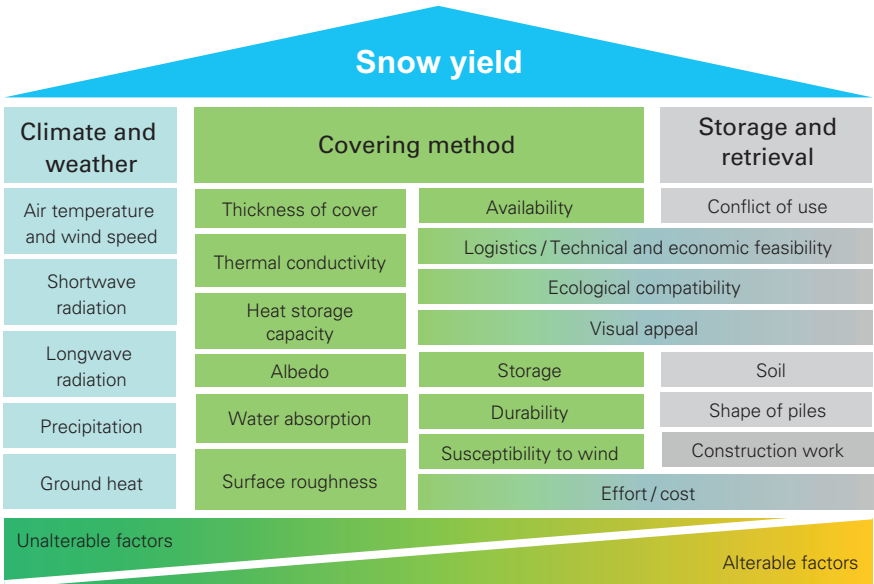 Snow yield
Climate and
weather
Air temperature
and wind speed
Shortwave
radiation
Longwave
radiation
Precipitation
Ground heat
Covering method
Thickness of cover
Thermal conductivity
Heat storage
capacity
Albedo
Water absorption
Surface roughness
Availability
Logistics / Technical and economic feasibility
Ecological compatibility
Visual appeal
Storage
Durability
Susceptibility to wind
Effort / cost
Storage and
retrieval
Conflict of use
Soil
Shape of piles
Construction work
Unalterable factors
Alterable factors